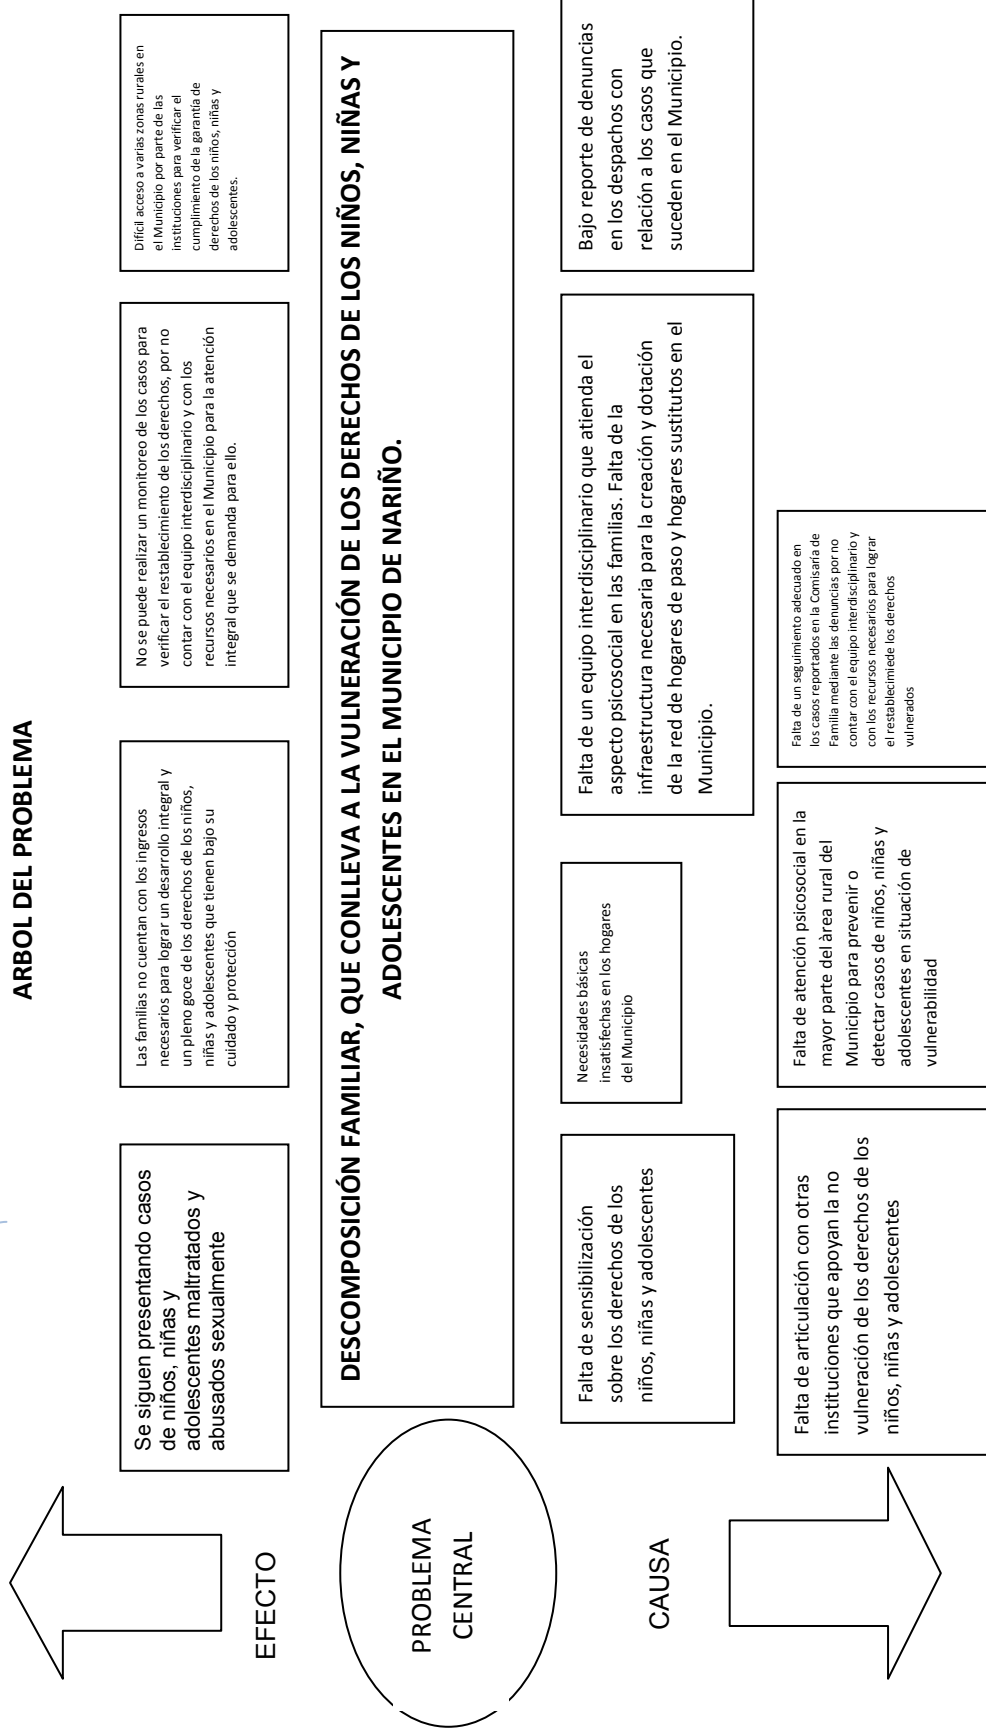 ARBOL DEL PROBLEMA
EFECTO
Se siguen presentando casos
de niños, niñas y
adolescentes maltratados y
abusados sexualmente
Las familias no cuentan con los ingresos
necesarios para lograr un desarrollo integral y
un pleno goce de los derechos de los niños,
niñas y adolescentes que tienen bajo su
cuidado y protección
No se puede realizar un monitoreo de los casos para
verificar el restablecimiento de los derechos, por no
contar con el equipo interdisciplinario y con los
recursos necesarios en el Municipio para la atención
integral que se demanda para ello.
Difícil acceso a varias zonas rurales en
el Municipio por parte de las
instituciones para verificar el
cumplimiento de la garantía de
derechos de los niños, niñas y
adolescentes.
PROBLEMA
CENTRAL
DESCOMPOSICIÓN FAMILIAR, QUE CONLLEVA A LA VULNERACIÓN DE LOS DERECHOS DE LOS NIÑOS, NIÑAS Y
ADOLESCENTES EN EL MUNICIPIO DE NARIÑO.
CAUSA
Falta de sensibilización
sobre los derechos de los
niños, niñas y adolescentes
Necesidades básicas
insatisfechas en los hogares
del Municipio
Falta de un equipo interdisciplinario que atienda el
aspecto psicosocial en las familias. Falta de la
infraestructura necesaria para la creación y dotación
de la red de hogares de paso y hogares sustitutos en el
Municipio.
Bajo reporte de denuncias
en los despachos con
relación a los casos que
suceden en el Municipio.
Falta de articulación con otras
instituciones que apoyan la no
vulneración de los derechos de los
niños, niñas y adolescentes
Falta de atención psicosocial en la
mayor parte del àrea rural del
Municipio para prevenir o
detectar casos de niños, niñas y
adolescentes en situación de
vulnerabilidad
Falta de un seguimiento adecuado en
los casos reportados en la Comisaría de
Familia mediante las denuncias por no
contar con el equipo interdisciplinario y
con los recursos necesarios para lograr
el restablecimiede los derechos
vulnerados